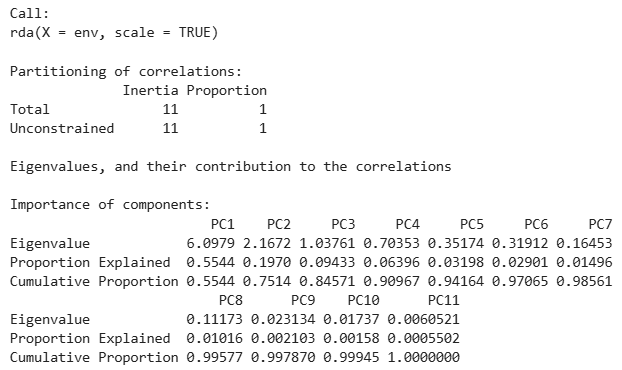 Call:
rda(X = env, scale = TRUE)
Partitioning of correlations:
Inertia Proportion
Total 11 1
Unconstrained 11 1
Eigenvalues, and their contribution to the correlations
Importance of components:
PC1 PC2 PC3 PC4 PC5 PC6 PC7
Eigenvalue 6.0979 2.1672 1.03761 0.70353 0.35174 0.31912 0.16453
Proportion Explained 0.5544 0.1970 0.09433 0.06396 0.03198 0.02901 0.01496
Cumulative Proportion 0.5544 0.7514 0.84571 0.90967 0.94164 0.97065 0.98561
PC8 PC9 PC10 PC11
Eigenvalue 0.11173 0.023134 0.01737 0.0060521
Proportion Explained 0.01016 0.002103 0.00158 0.0005502
Cumulative Proportion 0.99577 0.997870 0.99945 1.0000000